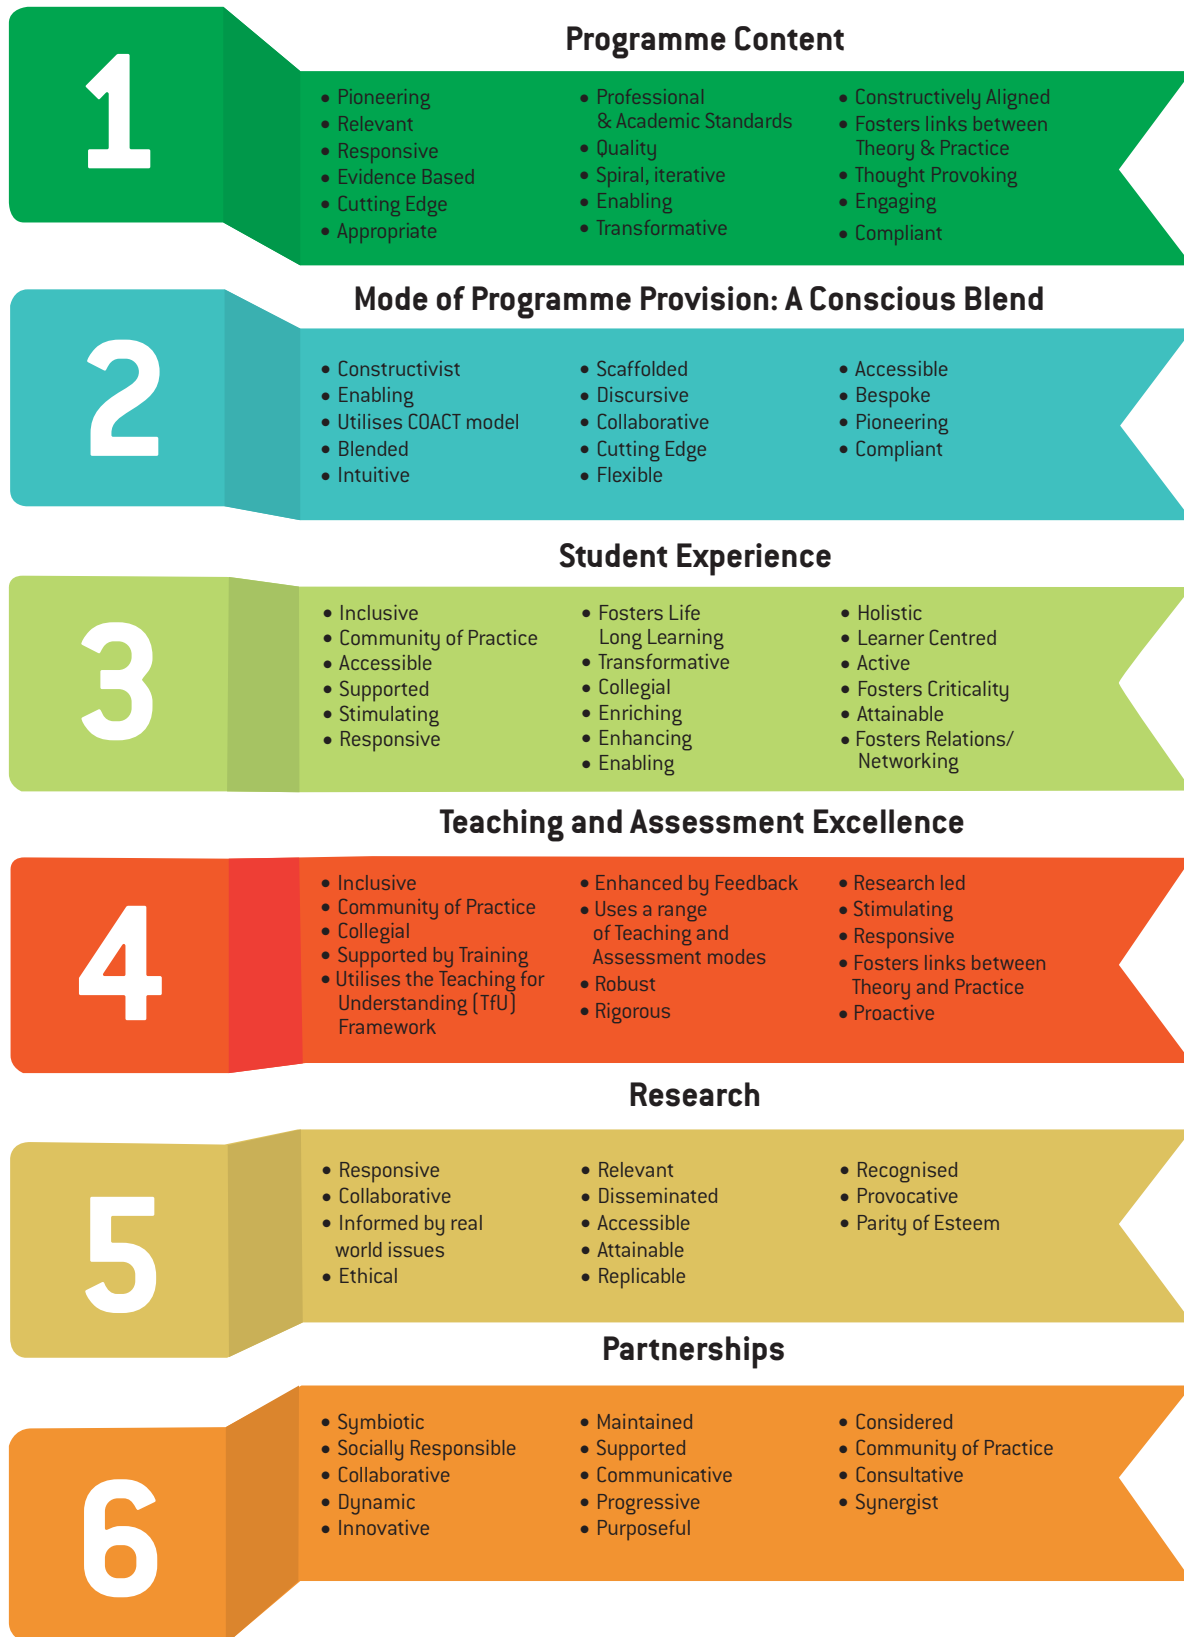 1
Programme Content
• Pioneering
• Relevant
• Responsive
• Evidence Based
• Cutting Edge
• Appropriate
• Professional
& Academic Standards
• Quality
• Spiral, iterative
• Enabling
• Transformative
• Constructively Aligned
• Fosters links between
Theory & Practice
• Thought Provoking
• Engaging
• Compliant
2
Mode of Programme Provision: A Conscious Blend
• Constructivist
• Enabling
• Utilises COACT model
• Blended
• Intuitive
• Scaffolded
• Discursive
• Collaborative
• Cutting Edge
• Flexible
• Accessible
• Bespoke
• Pioneering
• Compliant
3
Student Experience
• Inclusive
• Community of Practice
• Accessible
• Supported
• Stimulating
• Responsive
• Fosters Life
Long Learning
• Transformative
• Collegial
• Enriching
• Enhancing
• Enabling
• Holistic
• Learner Centred
• Active
• Fosters Criticality
• Attainable
• Fosters Relations/
Networking
4
Teaching and Assessment Excellence
• Inclusive
• Community of Practice
• Collegial
• Supported by Training
• Utilises the Teaching for
Understanding (TfU)
Framework
• Enhanced by Feedback
• Uses a range
of Teaching and
Assessment modes
• Robust
• Rigorous
• Research led
• Stimulating
• Responsive
• Fosters links between
Theory and Practice
• Proactive
5
Research
• Responsive
• Collaborative
• Informed by real
world issues
• Ethical
• Relevant
• Disseminated
• Accessible
• Attainable
• Replicable
• Recognised
• Provocative
• Parity of Esteem
6
Partnerships
• Symbiotic
• Socially Responsible
• Collaborative
• Dynamic
• Innovative
• Maintained
• Supported
• Communicative
• Progressive
• Purposeful
• Considered
• Community of Practice
• Consultative
• Synergist